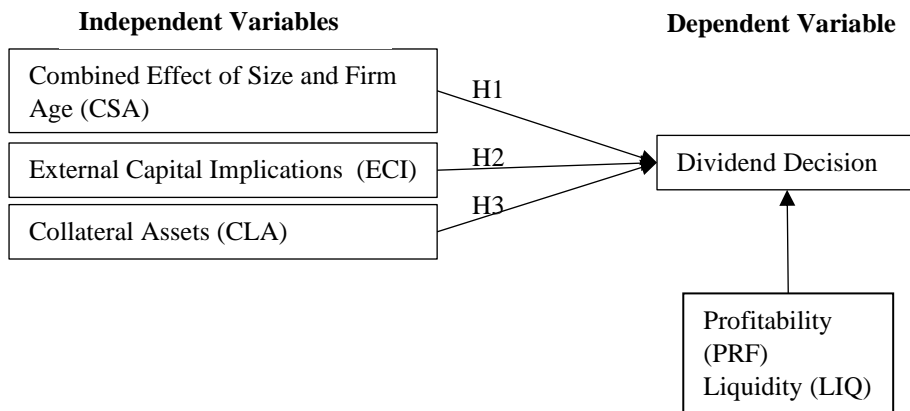 Independent Variables
Dependent Variable
Combined Effect of Size and Firm
Age (CSA)
H1
External Capital Implications (ECI)
H2
Dividend Decision
Collateral Assets (CLA)
H3
Profitability
(PRF)
Liquidity (LIQ)